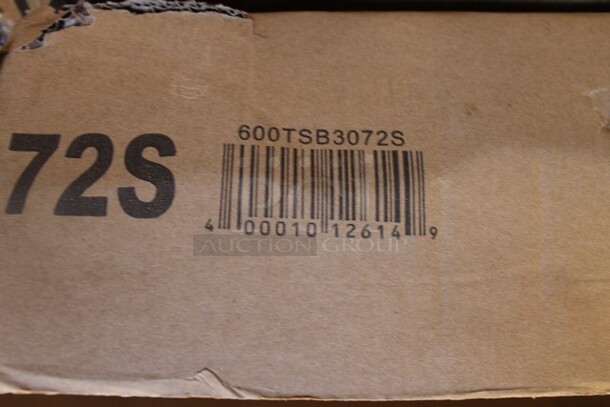 600TSB3072S
72S
4 00010 12614 9
AUCTION GROUP